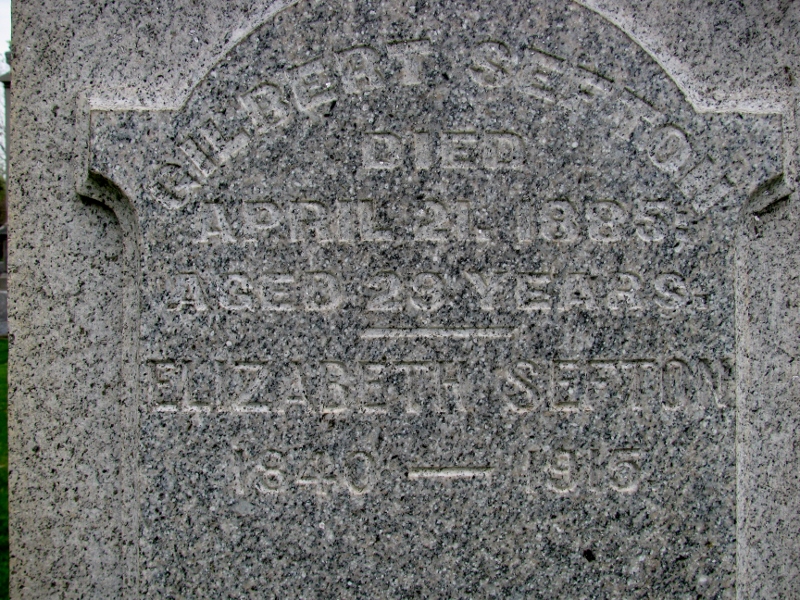 GILBERT SEFTON
DIED
APRIL 21, 1885;
AGED 29 YEARS.
ELIZABETH SEFTON
1840 — 1915